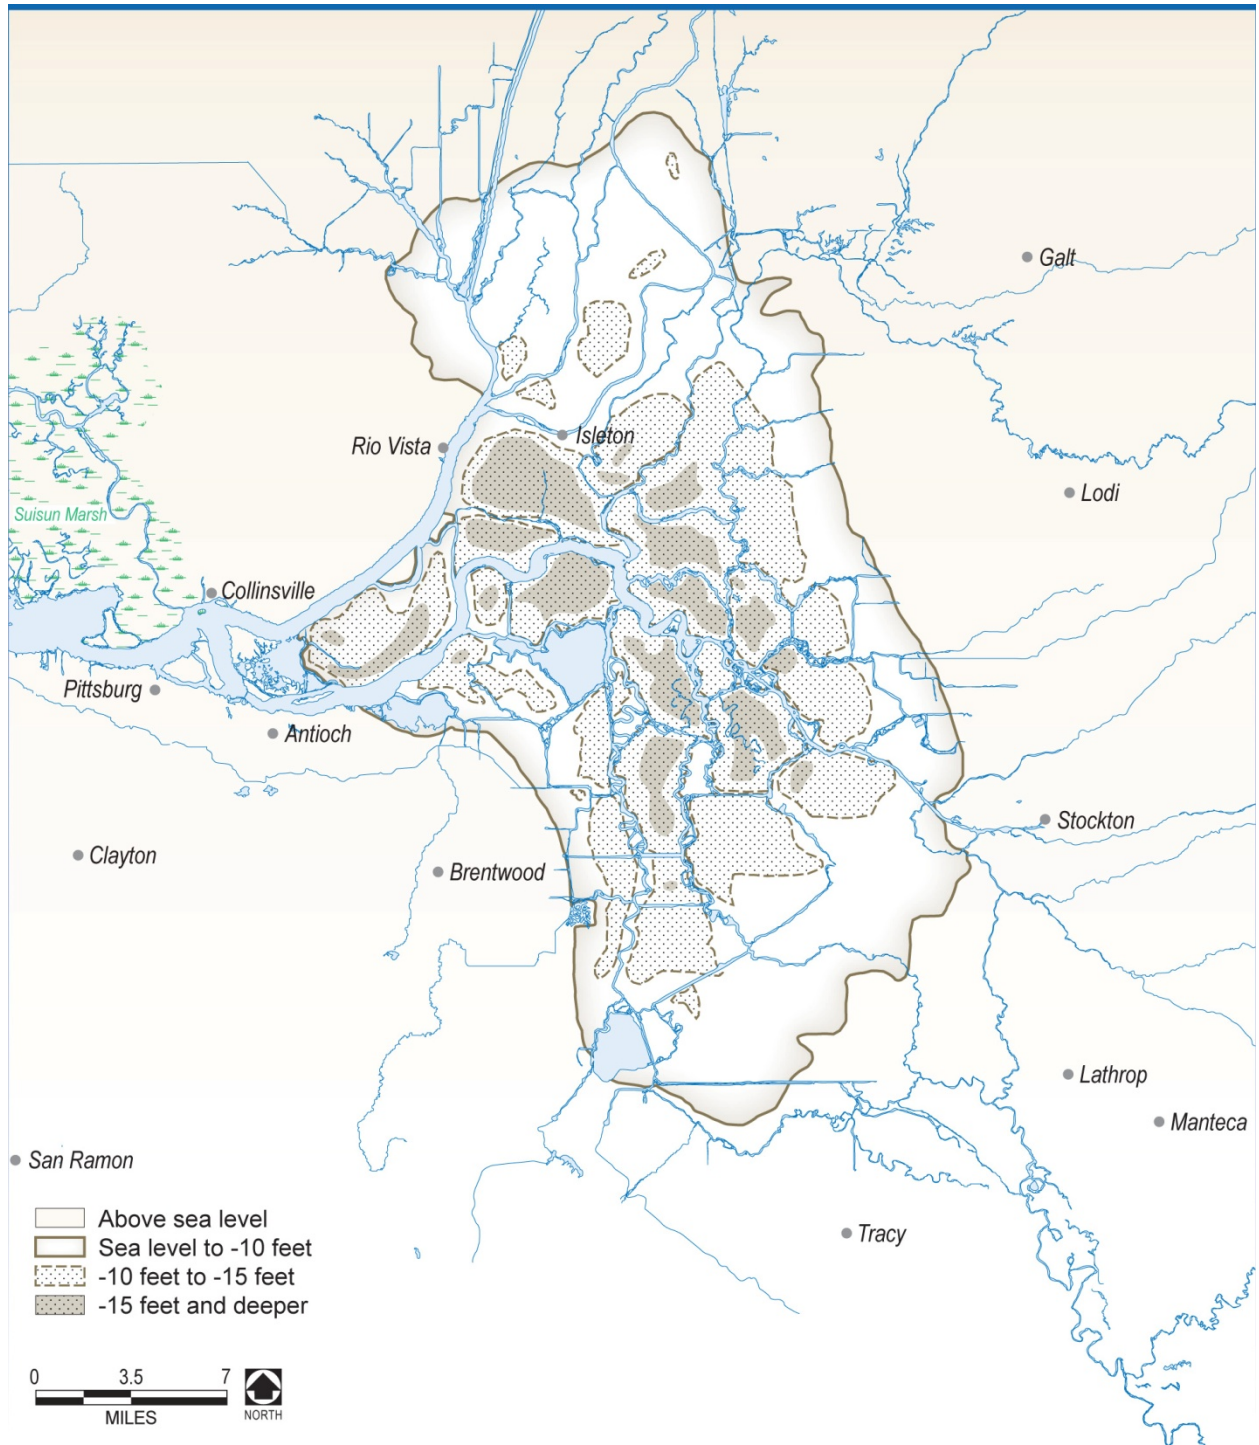 Galt
Isleton
Rio Vista
Lodi
Suisun Marsh
Collinsville
Pittsburg
Antioch
Stockton
Clayton
Brentwood
Lathrop
Manteca
San Ramon
Tracy
Above sea level
Sea level to -10 feet
-10 feet to -15 feet
-15 feet and deeper
0 3.5 7
MILES
NORTH